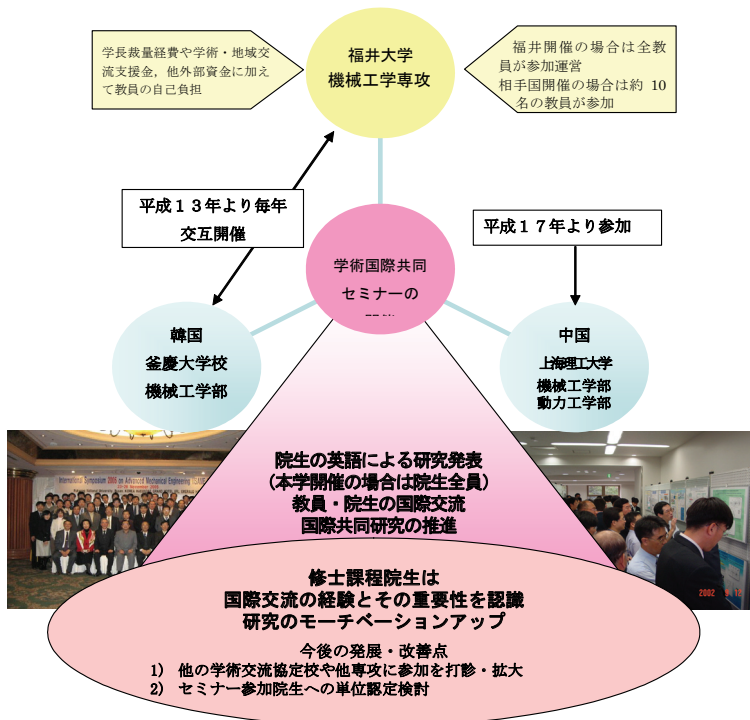 学長裁量経費や学術・地域交
流支援金，他外部資金に加え
て教員の自己負担
福井大学
機械工学専攻
福井開催の場合は全教
員が参加運営
相手国開催の場合は約 10
名の教員が参加
平成１３年より毎年
交互開催
平成１７年より参加
学術国際共同
セミナーの
韓国
釜慶大学校
機械工学部
中国
上海理工大学
機械工学部
動力工学部
International Symposium 2005 on Advanced Mechanical Engineering
院生の英語による研究発表
(本学開催の場合は院生全員)
教員・院生の国際交流
国際共同研究の推進
2002 9 12
修士課程院生は
国際交流の経験とその重要性を認識
研究のモーチベーションアップ
今後の発展・改善点
1) 他の学術交流協定校や他専攻に参加を打診・拡大
2) セミナー参加院生への単位認定検討